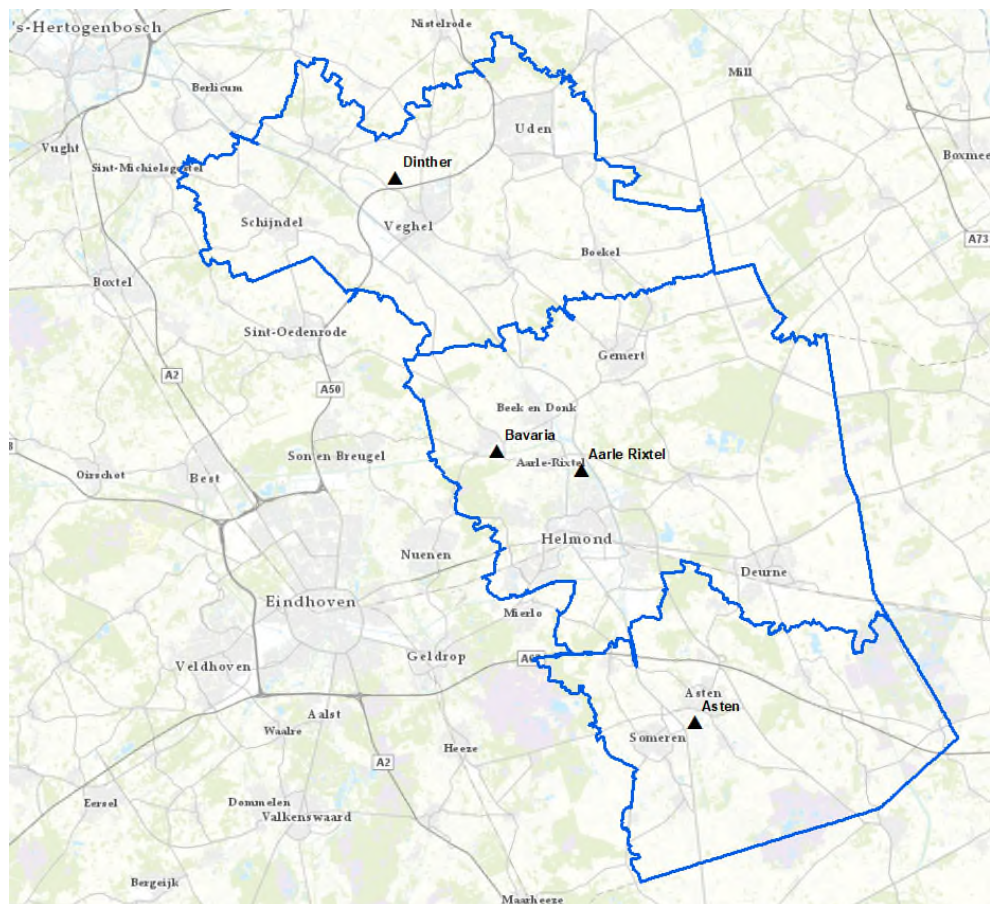 's-Hertogenbosch
Nistelrode
Mill
Berlicum
Uden
Vught
Dinther
Boxmee
Sint-Michielsgestel
Schijndel
Veghel
A73
Boekel
Boxtel
Sint-Oedenrode
Gemert
A2
A50
Beek en Donk
Bavaria
Aarle Rixtel
Aarle-Rixtel
Son en Breugel
Oirschot
Best
Helmond
Nuenen
Deurne
Eindhoven
Mierlo
Geldrop
Veldhoven
Asten
Asten
Aalst
Waalre
Someren
Heeze
A2
Eersel
Dommelen
Valkenswaard
Bergeijk
Maarheeze